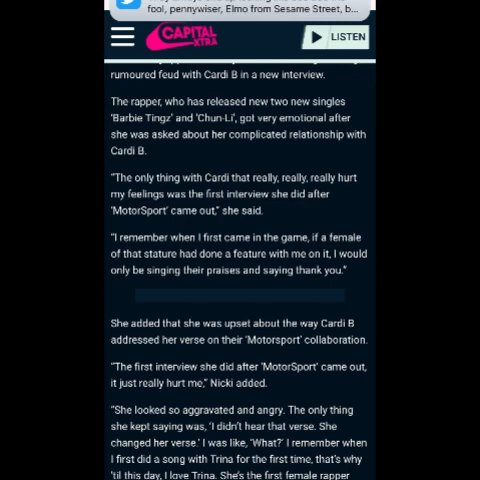 fool, pennywiser, Elmo from Sesame Street, b...
CAPITAL
XTRA
LISTEN
rumoured feud with Cardi B in a new interview.
The rapper, who has released new two new singles
‘Barbie Tingz’ and ‘Chun-Li’, got very emotional after
she was asked about her complicated relationship with
Cardi B.
“The only thing with Cardi that really, really, really hurt
my feelings was the first interview she did after
‘MotorSport’ came out,” she said.
“I remember when I first came in the game, if a female
of that stature had done a feature with me on it, I would
only be singing their praises and saying thank you.”
She added that she was upset about the way Cardi B
addressed her verse on their ‘Motorsport’ collaboration.
“The first interview she did after ‘MotorSport’ came out,
it just really hurt me,” Nicki added.
“She looked so aggravated and angry. The only thing
she kept saying was, ‘I didn’t hear that verse. She
changed her verse.’ I was like, ‘What?’ I remember when
I first did a song with Trina for the first time, that’s why
‘til this day, I love Trina. She’s the first female rapper